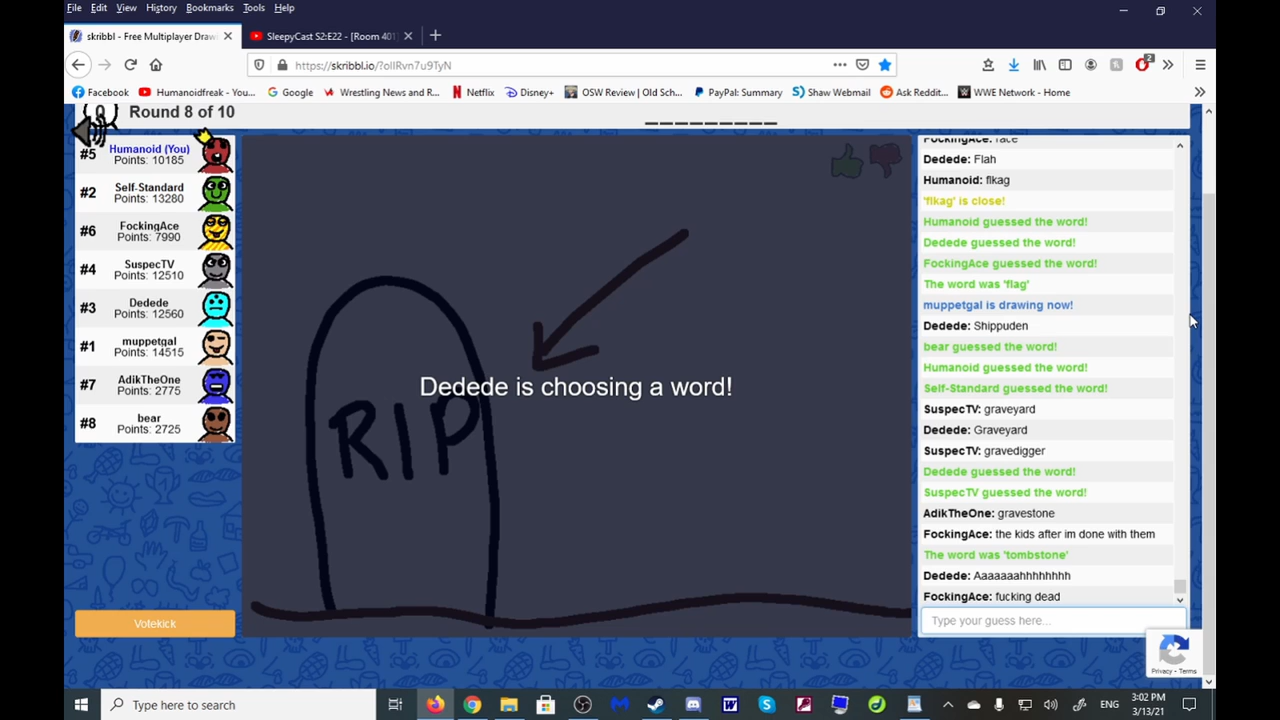 File Edit View History Bookmarks Tools Help
skribbl - Free Multiplayer Draw
SleepyCast S2:E22 - [Room 401]
https://skribbl.io/?olIRvn7u9TyN
Facebook Humanoidfreak - You... Google Wrestling News and R... Netflix Disney+ OSW Review | Old Sch... PayPal: Summary Shaw Webmail Ask Reddit... WWE Network - Home
0 Round 8 of 10 _________
#5 Humanoid (You)
Points: 10185
#2 Self-Standard
Points: 13280
#6 FockingAce
Points: 7990
#4 SuspecTV
Points: 12510
#3 Dedede
Points: 12560
#1 muppetgal
Points: 14515
#7 AdikTheOne
Points: 2775
#8 bear
Points: 2725
Votekick
Dedede is choosing a word!
RIP
FockingAce: race
Dedede: Flah
Humanoid: flkag
'flkag' is close!
Humanoid guessed the word!
Dedede guessed the word!
FockingAce guessed the word!
The word was 'flag'
muppetgal is drawing now!
Dedede: Shippuden
bear guessed the word!
Humanoid guessed the word!
Self-Standard guessed the word!
SuspecTV: graveyard
Dedede: Graveyard
SuspecTV: gravedigger
Dedede guessed the word!
SuspecTV guessed the word!
AdikTheOne: gravestone
FockingAce: the kids after im done with them
The word was 'tombstone'
Dedede: Aaaaaaahhhhhhhh
FockingAce: fucking dead
Type your guess here...
Privacy - Terms
Type here to search
ENG
3:02 PM
3/13/21